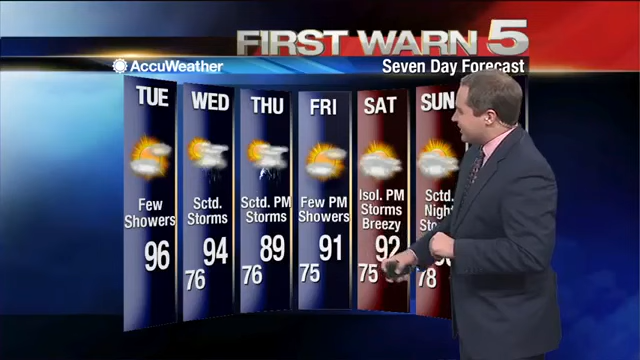 FIRST WARN 5
AccuWeather
Seven Day Forecast
TUE
Few
Showers
96
WED
Sctd.
Storms
94
76
THU
Sctd. PM
Storms
89
76
FRI
Few PM
Showers
91
75
SAT
Isol. PM
Storms
Breezy
92
75
SUN
Sctd.
Night
78